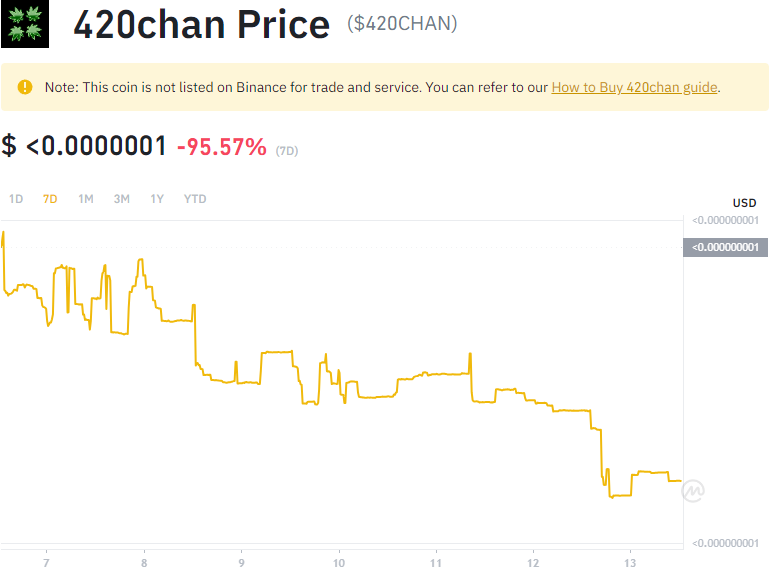 420chan Price ($420CHAN)
Note: This coin is not listed on Binance for trade and service. You can refer to our How to Buy 420chan guide.
$ <0.0000001 -95.57% (7D)
1D 7D 1M 3M 1Y YTD
USD
<0.000000001
<0.000000001
<0.000000001
7 8 9 10 11 12 13